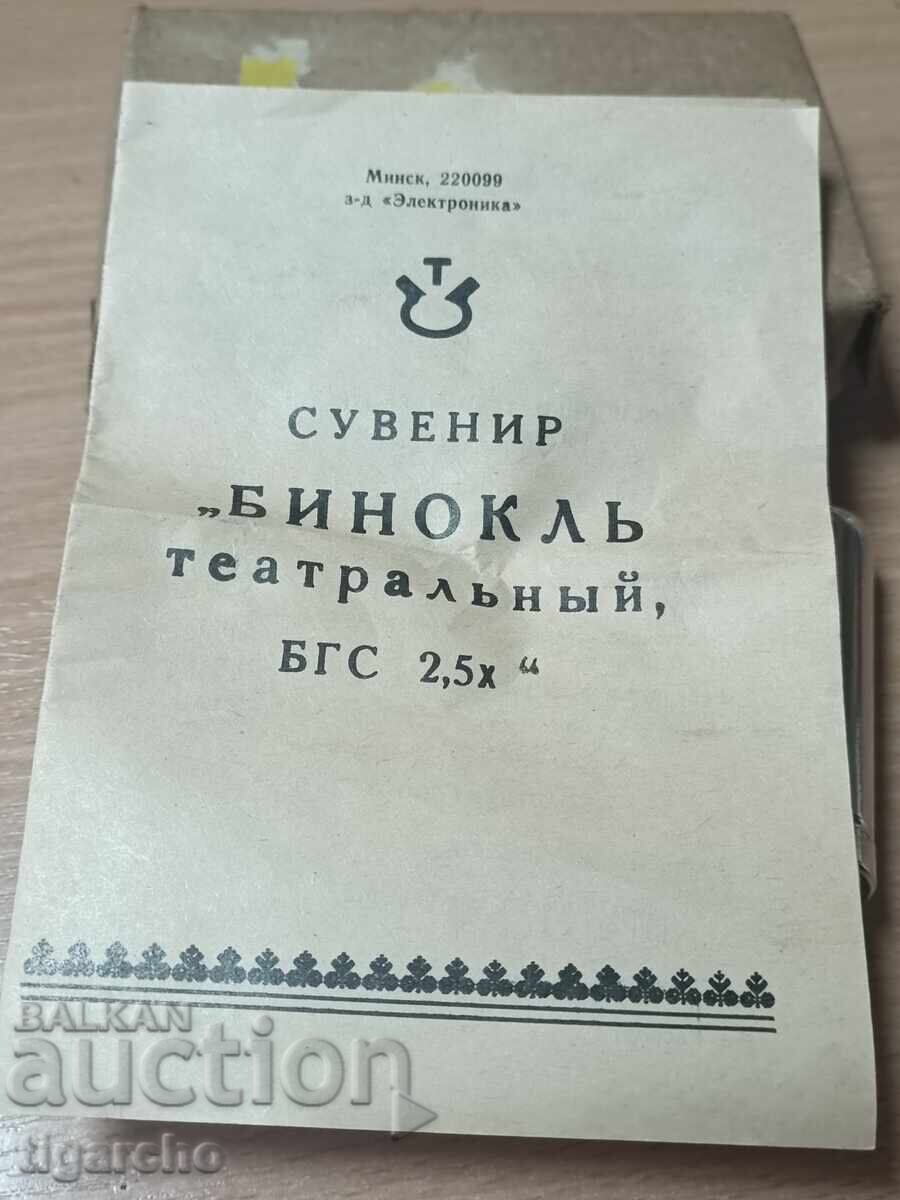 Минск, 220099
з-д «Электроника»
Т
СУВЕНИР
„БИНОКЛЬ
театральный,
БГС 2,5х“
BALKAN
auction
tigarcho